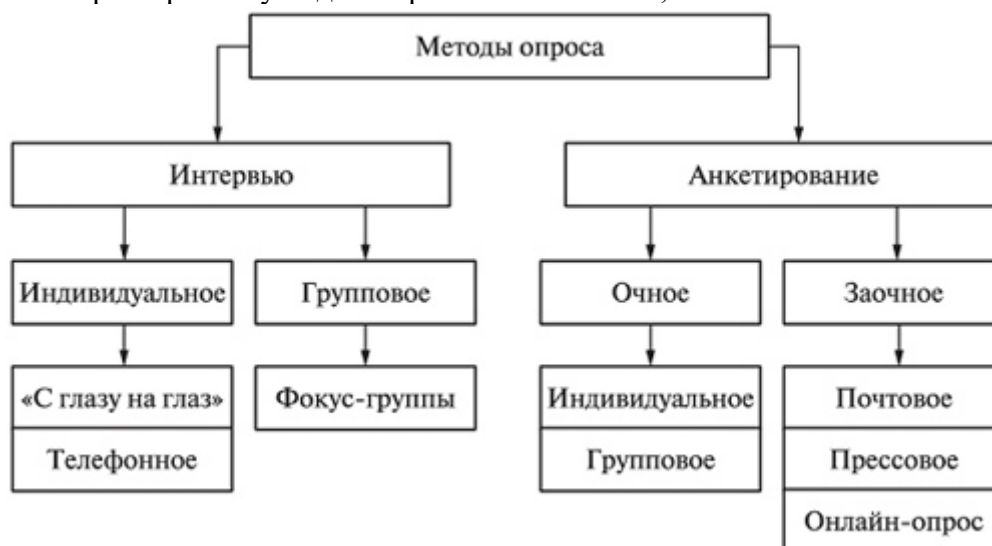 Методы опроса
Интервью
Анкетирование
Индивидуальное
Групповое
Очное
Заочное
«С глазу на глаз»
Телефонное
Фокус-группы
Индивидуальное
Групповое
Почтовое
Прессовое
Онлайн-опрос